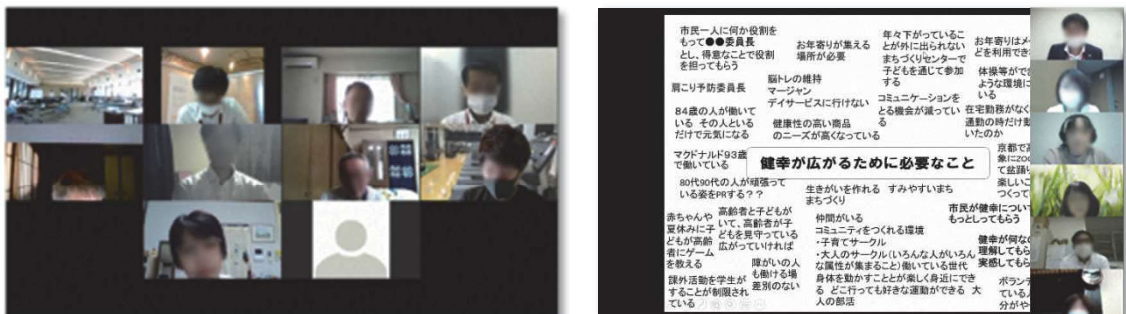 市民一人に何か役割を
もって●●委員長
とし、得意なことで役割
を担ってもらう
お年寄りが集える
場所が必要
年々下がっているこ
とが外に出られない
まちづくりセンターで
子どもを通じて参加
する
お年寄りはメ
どを利用でき
肩こり予防委員長
脳トレの維持
マージャン
デイサービスに行けない
体操等がで
ような環境に
いる
84歳の人が働いて
いる その人といる
だけで元気になる
健康性の高い商品
のニーズが高くなっている
コミュニケーションを
とる機会が減ってい
る
在宅勤務がなく
通勤の時だけ動
いたのか
マクドナルド93歳
で働いている
健幸が広がるために必要なこと
京都で高
象に200
て盆踊り
楽しいこ
つくって
80代90代の人が頑張って
いる姿をPRする??
生きがいを作れる すみやすいまち
まちづくり
市民が健幸につい
もっとしってもらう
赤ちゃんや
夏休みに子
どもが高齢
者にゲーム
を教える
高齢者と子どもが
いて、高齢者が子
どもを見守っている
広がっていければ
仲間がいる
コミュニティをつくれる環境
・子育てサークル
・大人のサークル(いろんな人がいろん
な属性が集まること)働いている世代
身体を動かすこととが楽しく身近にでき
る どこ行っても好きな運動ができる 大
人の部活
健幸が何なの
理解してもら
実感してもら
障がいの人
も働ける場
差別のない
課外活動を学生が
することが制限され
ている
ボランテ
ている人
分がや